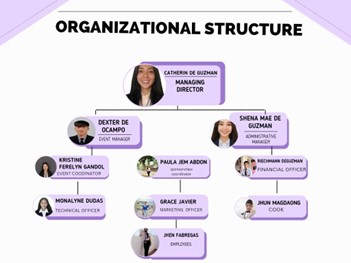 ORGANIZATIONAL STRUCTURE
CATHERIN DE GUZMAN
MANAGING
DIRECTOR
DEXTER DE
OCAMPO
EVENT MANAGER
SHENA MAE DE
GUZMAN
ADMINISTRATIVE
MANAGER
KRISTINE
FERELYN GANDOL
EVENT COODINATOR
PAULA JEM ABDON
sponsorships
coordinator
RIECHMANN DEGUZMAN
FINANCIAL OFFICER
MONALYNE DUDAS
TECHNICAL OFFICER
GRACE JAVIER
MARKETING OFFICER
JHUN MAGDAONG
COOK
JHEN FABREGAS
EMPLOYEES